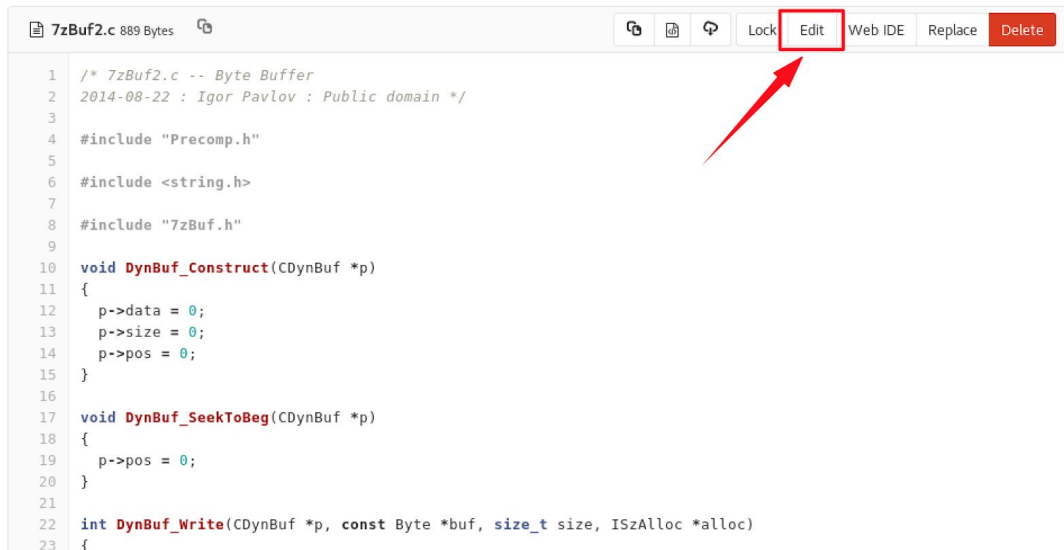 7zBuf2.c 889 Bytes Lock Edit Web IDE Replace Delete
1 /* 7zBuf2.c -- Byte Buffer
2 2014-08-22 : Igor Pavlov : Public domain */
3
4 #include "Precomp.h"
5
6 #include <string.h>
7
8 #include "7zBuf.h"
9
10 void DynBuf_Construct(CDynBuf *p)
11 {
12   p->data = 0;
13   p->size = 0;
14   p->pos = 0;
15 }
16
17 void DynBuf_SeekToBeg(CDynBuf *p)
18 {
19   p->pos = 0;
20 }
21
22 int DynBuf_Write(CDynBuf *p, const Byte *buf, size_t size, ISzAlloc *alloc)
23 {